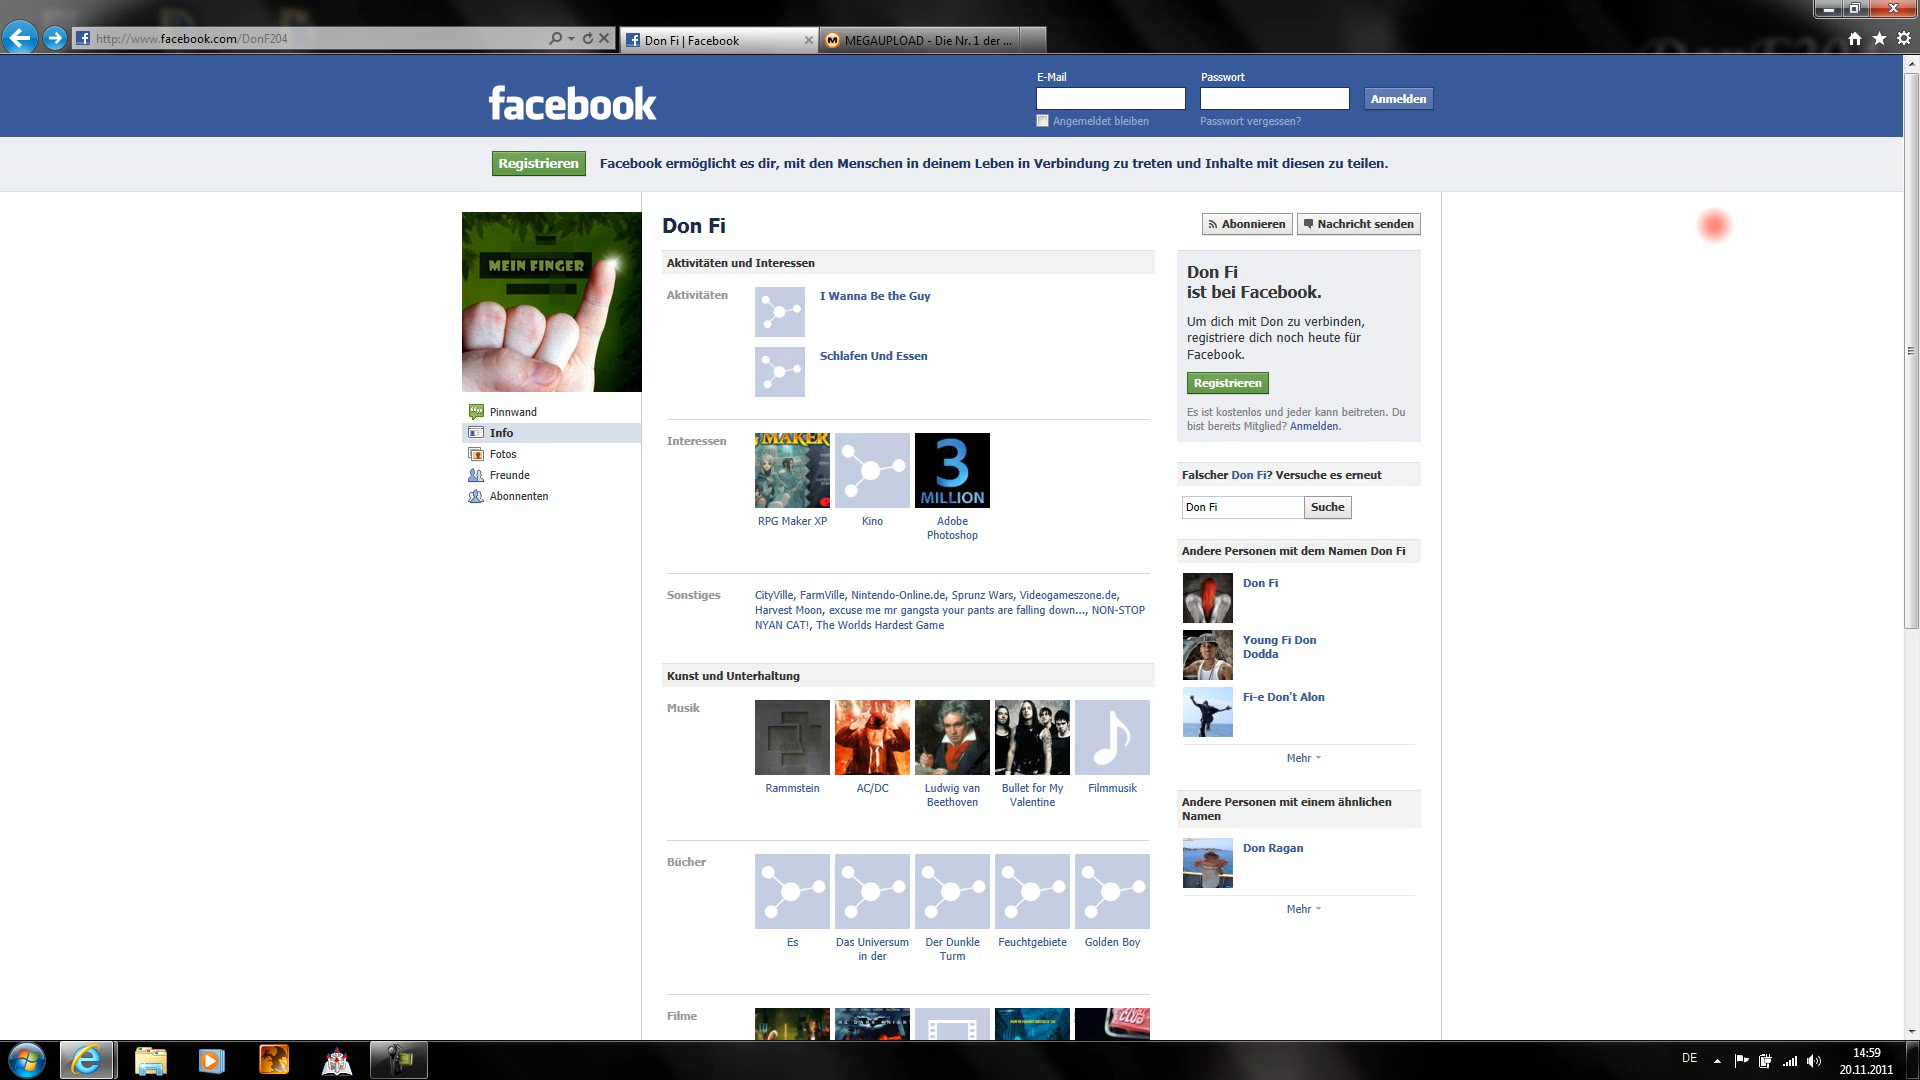 http://www.facebook.com/DonF204
Don Fi | Facebook
MEGAUPLOAD - Die Nr. 1 der ...
facebook
E-Mail
Passwort
Anmelden
Angemeldet bleiben
Passwort vergessen?
Registrieren
Facebook ermöglicht es dir, mit den Menschen in deinem Leben in Verbindung zu treten und Inhalte mit diesen zu teilen.
MEIN FINGER
Pinnwand
Info
Fotos
Freunde
Abonnenten
Don Fi
Abonnieren
Nachricht senden
Aktivitäten und Interessen
Aktivitäten
I Wanna Be the Guy
Schlafen Und Essen
Interessen
MAKER
3
MILLION
RPG Maker XP
Kino
Adobe
Photoshop
Sonstiges
CityVille, FarmVille, Nintendo-Online.de, Sprunz Wars, Videogameszone.de,
Harvest Moon, excuse me mr gangsta your pants are falling down..., NON-STOP
NYAN CAT!, The Worlds Hardest Game
Kunst und Unterhaltung
Musik
Rammstein
AC/DC
Ludwig van
Beethoven
Bullet for My
Valentine
Filmmusik
Bücher
Es
Das Universum
in der
Der Dunkle
Turm
Feuchtgebiete
Golden Boy
Filme
CLUB
Don Fi
ist bei Facebook.
Um dich mit Don zu verbinden,
registriere dich noch heute für
Facebook.
Registrieren
Es ist kostenlos und jeder kann beitreten. Du
bist bereits Mitglied? Anmelden.
Falscher Don Fi? Versuche es erneut
Don Fi
Suche
Andere Personen mit dem Namen Don Fi
Don Fi
Young Fi Don
Dodda
Fi-e Don't Alon
Mehr
Andere Personen mit einem ähnlichen
Namen
Don Ragan
Mehr
DE
14:59
20.11.2011